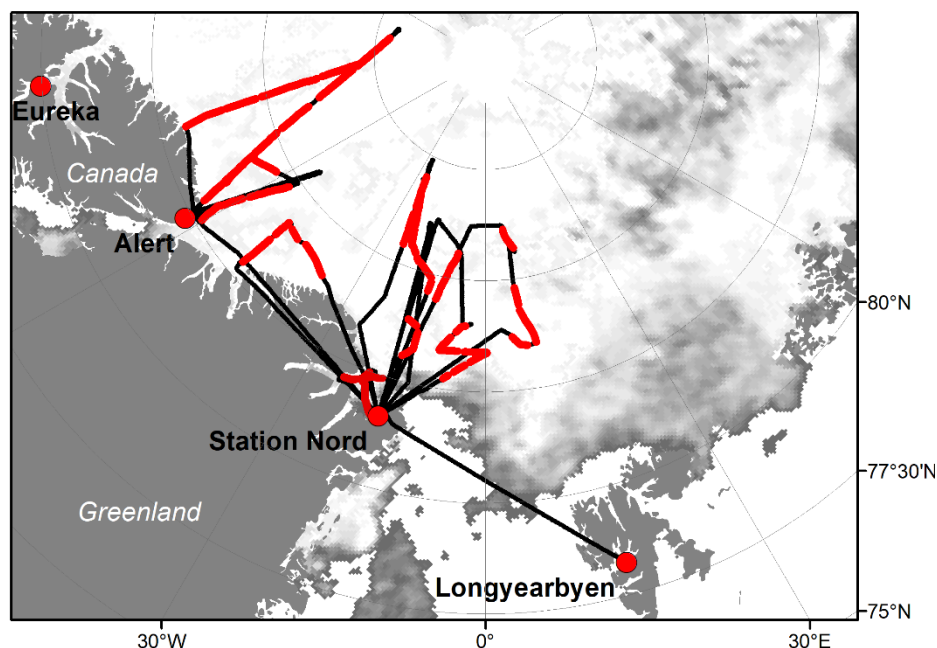 Eureka
Canada
Alert
80°N
Station Nord
77°30'N
Greenland
Longyearbyen
75°N
30°W
0°
30°E